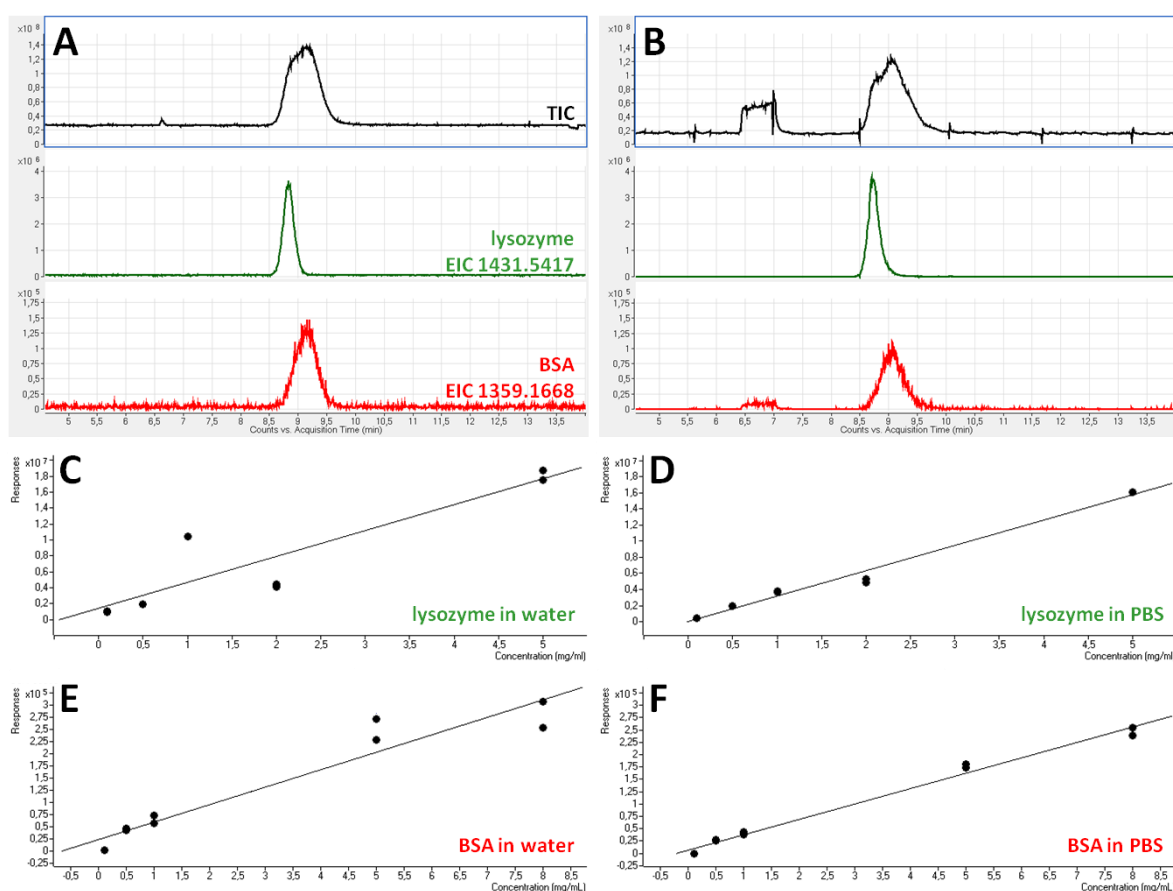 A
x10 8
1,4
1,2
1
0,8
0,6
0,4
0,2
TIC
x10 6
4
3
2
1
0
lysozyme
EIC 1431.5417
x10 5
1,75
1,5
1,25
1
0,75
0,5
0,25
0
BSA
EIC 1359.1668
5 5,5 6 6,5 7 7,5 8 8,5 9 9,5 10 10,5 11 11,5 12 12,5 13 13,5
Counts vs. Acquisition Time (min)
B
x10 8
1,4
1,2
1
0,8
0,6
0,4
0,2
0
x10 6
4
3
2
1
0
x10 5
1,75
1,5
1,25
1
0,75
0,5
0,25
0
5 5,5 6 6,5 7 7,5 8 8,5 9 9,5 10 10,5 11 11,5 12 12,5 13 13,5
Counts vs. Acquisition Time (min)
C
Responses
x10 7
1,8
1,6
1,4
1,2
1
0,8
0,6
0,4
0,2
0
lysozyme in water
0 0,5 1 1,5 2 2,5 3 3,5 4 4,5 5
Concentration (mg/ml)
D
Responses
x10 7
1,8
1,6
1,4
1,2
1
0,8
0,6
0,4
0,2
0
lysozyme in PBS
0 0,5 1 1,5 2 2,5 3 3,5 4 4,5 5
Concentration (mg/ml)
E
Responses
x10 5
3
2,75
2,5
2,25
2
1,75
1,5
1,25
1
0,75
0,5
0,25
0
-0,25
BSA in water
-0,5 0 0,5 1 1,5 2 2,5 3 3,5 4 4,5 5 5,5 6 6,5 7 7,5 8 8,5
Concentration (mg/mL)
F
Responses
x10 5
3
2,75
2,5
2,25
2
1,75
1,5
1,25
1
0,75
0,5
0,25
0
-0,25
BSA in PBS
0 0,5 1 1,5 2 2,5 3 3,5 4 4,5 5 5,5 6 6,5 7 7,5 8 8,5
Concentration (mg/mL)